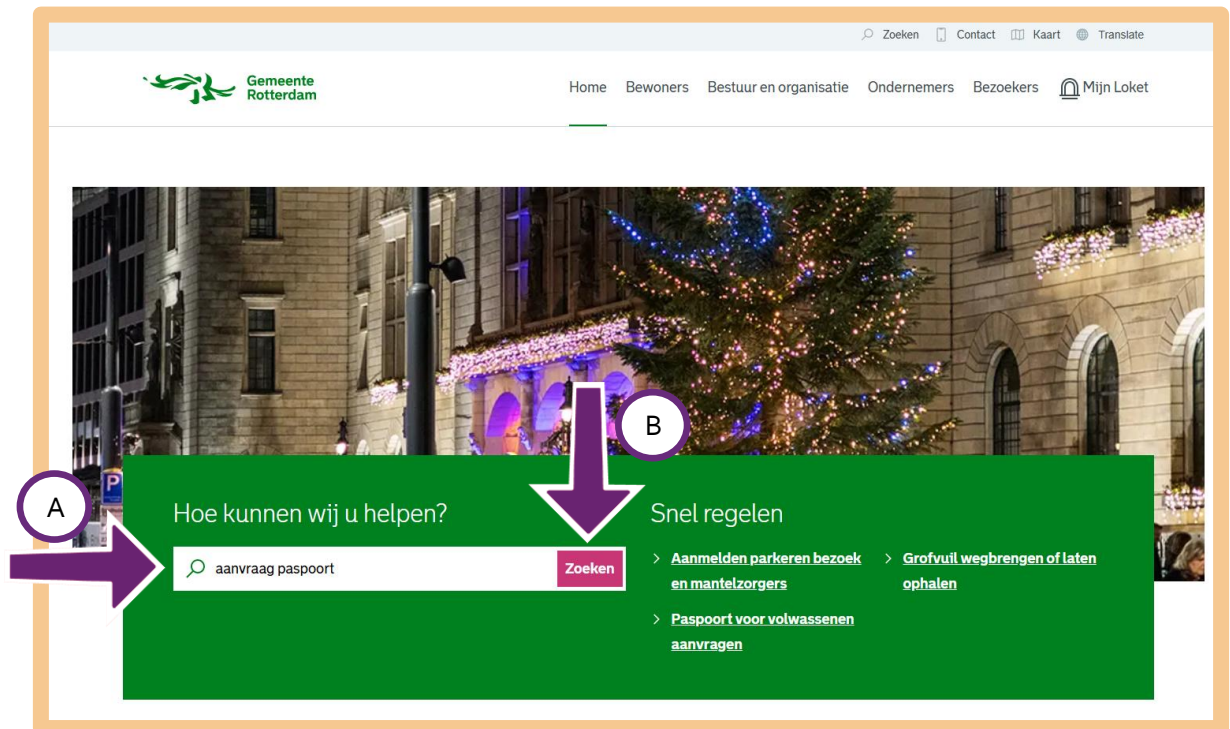 Zoeken Contact Kaart Translate
Gemeente
Rotterdam
Home Bewoners Bestuur en organisatie Ondernemers Bezoekers Mijn Loket
B
P
A
Hoe kunnen wij u helpen?
aanvraag paspoort Zoeken
Snel regelen
> Aanmelden parkeren bezoek
en mantelzorgers
> Paspoort voor volwassenen
aanvragen
> Grofvuil wegbrengen of laten
ophalen